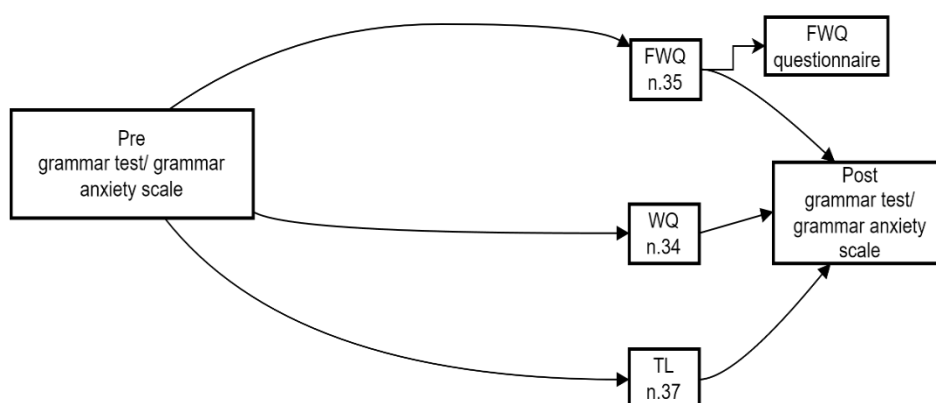 FWQ
n.35
FWQ
questionnaire
Pre
grammar test/ grammar
anxiety scale
Post
grammar test/
grammar anxiety
scale
WQ
n.34
TL
n.37